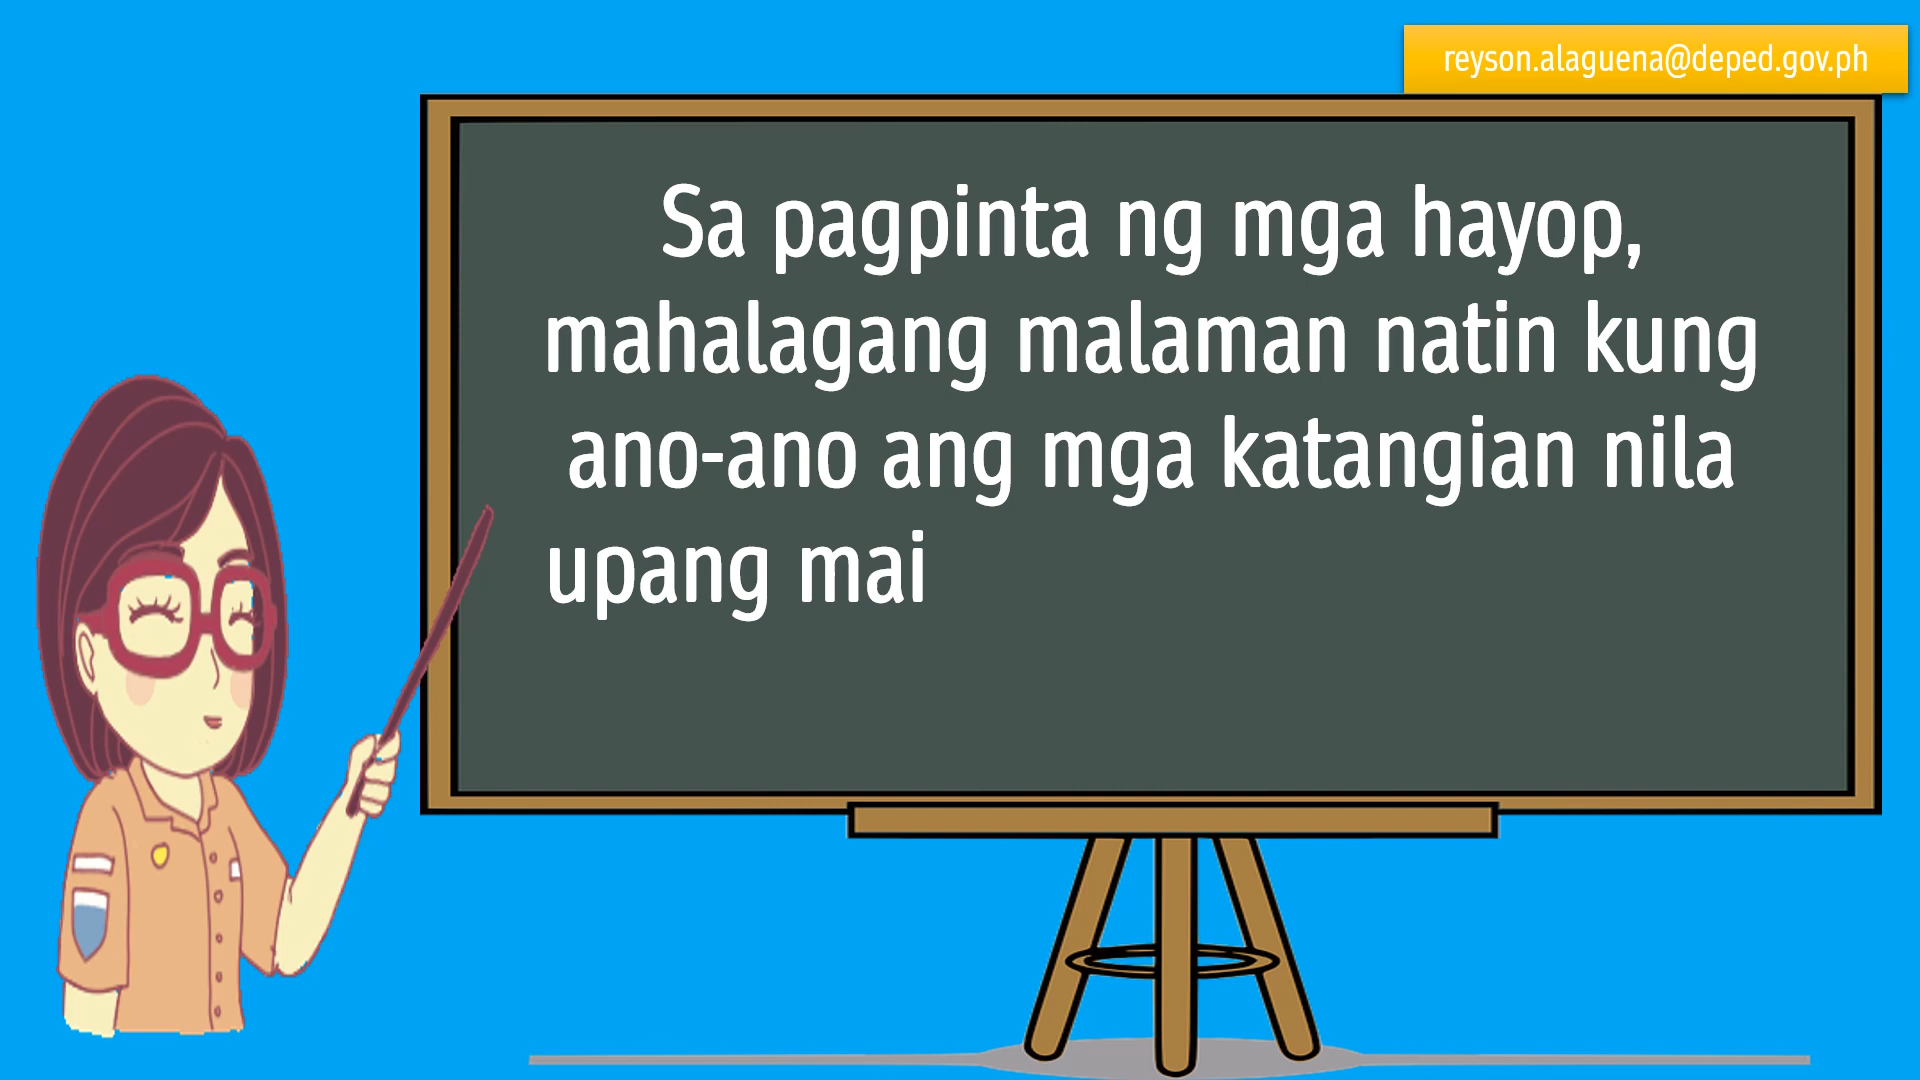 reyson.alaguena@deped.gov.ph
Sa pagpinta ng mga hayop,
mahalagang malaman natin kung
ano-ano ang mga katangian nila
upang mai